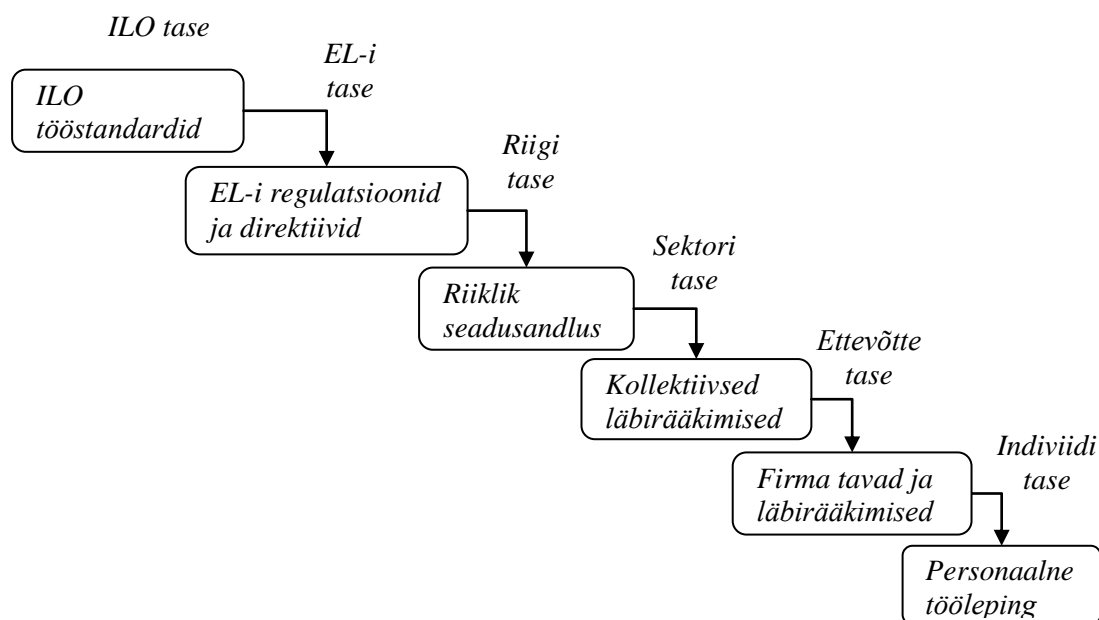 ILO tase
EL-i
tase
ILO
tööstandardid
Riigi
tase
EL-i regulatsioonid
ja direktiivid
Sektori
tase
Riiklik
seadusandlus
Ettevõtte
tase
Kollektiivsed
läbirääkimised
Indiviidi
tase
Firma tavad ja
läbirääkimised
Personaalne
tööleping